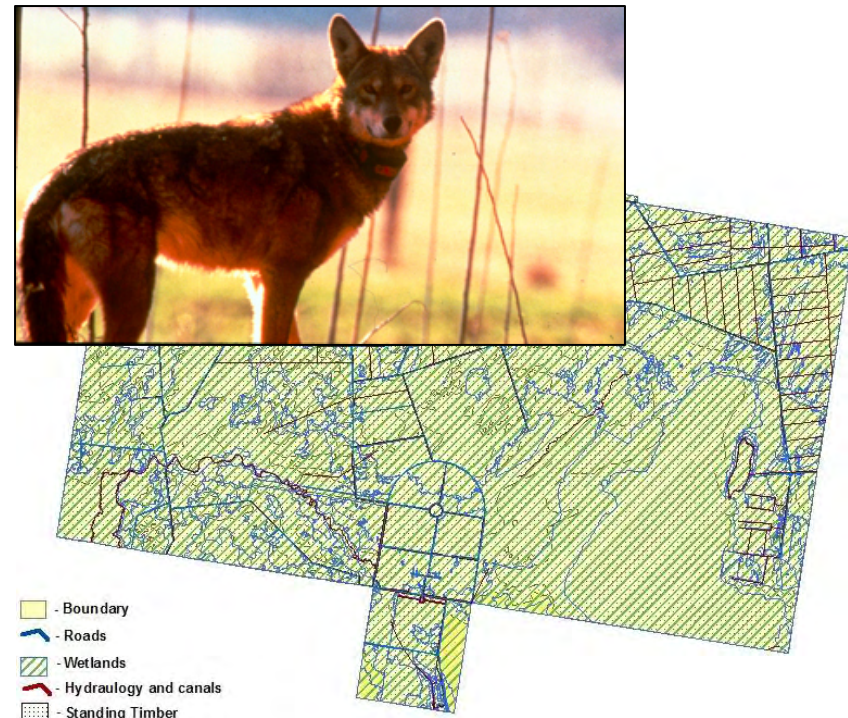 - Boundary
- Roads
- Wetlands
- Hydraulogy and canals
- Standing Timber